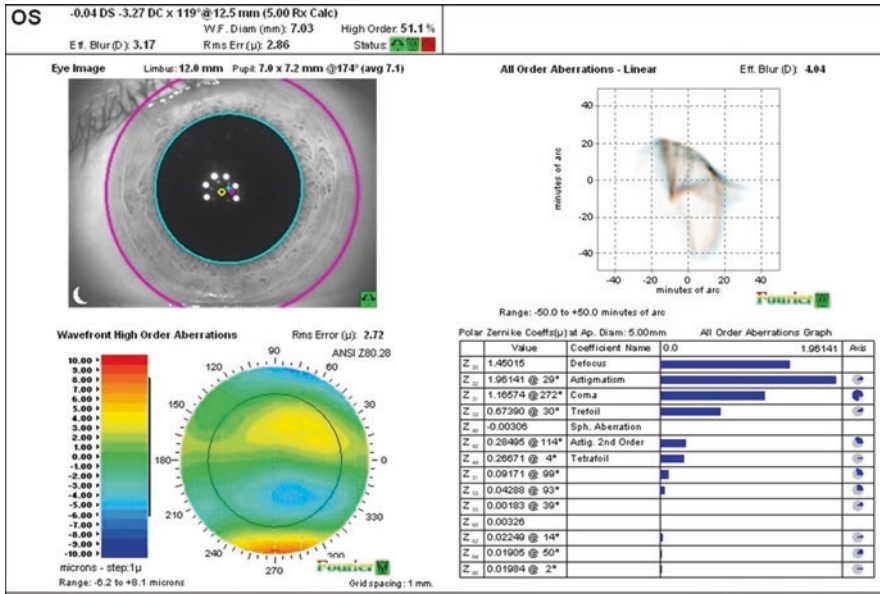 OS
-0.04 DS -3.27 DC x 119°@12.5 mm (5.00 Rx Calc)
W.F. Diam (mm): 7.03 High Order: 51.1 %
Eff. Blur (D): 3.17 Rms Err(µ): 2.86 Status:
Eye Image Limbus: 12.0 mm Pupil: 7.0 x 7.2 mm @174° (avg 7.1)
All Order Aberrations - Linear Eff. Blur (D): 4.04
40
20
0
-20
-40
minutes of arc
-40 -20 0 20 40
minutes of arc
Fourier
Range: -50.0 to +50.0 minutes of arc
Wavefront High Order Aberrations Rms Error (µ): 2.72
ANSI Z80.28
10.00
9.00
8.00
7.00
6.00
5.00
4.00
3.00
2.00
1.00
0.00
-1.00
-2.00
-3.00
-4.00
-5.00
-6.00
-7.00
-8.00
-9.00
-10.00
90
120 60
150 30
180 0
210 330
240 300
270
microns - step:1µ
Range: -6.2 to +8.1 microns
Fourier
Grid spacing: 1 mm.
Polar Zernike Coeffs(µ) at Ap. Diam: 5.00mm All Order Aberrations Graph
Value Coefficient Name 0.0 1.96141 Axis
Z 20 1.45015 Defocus
Z 22 1.96141 @ 29° Astigmatism
Z 31 1.16574 @ 272° Coma
Z 33 0.67390 @ 30° Trefoil
Z 40 -0.00306 Sph. Aberration
Z 42 0.28495 @ 114° Astig. 2nd Order
Z 44 0.26671 @ 4° Tetrafoil
Z 0.09171 @ 99°
Z 0.04288 @ 93°
Z 0.00183 @ 39°
Z 0.00326
Z 0.02249 @ 14°
Z 0.01905 @ 50°
Z 0.01984 @ 2°